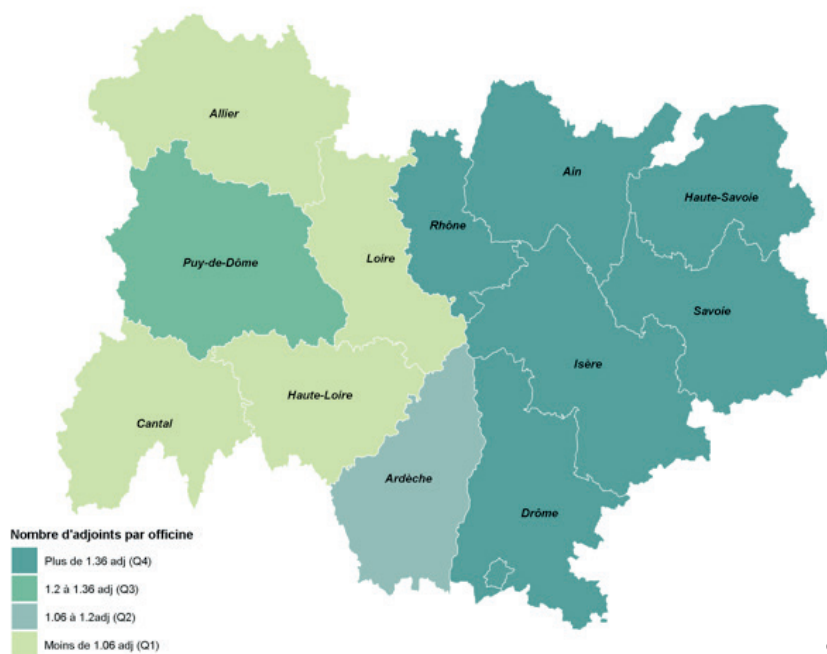 Allier
Ain
Haute-Savoie
Rhône
Puy-de-Dôme
Loire
Savoie
Isère
Haute-Loire
Cantal
Ardèche
Drôme
Nombre d'adjoints par officine
Plus de 1.36 adj (Q4)
1.2 à 1.36 adj (Q3)
1.06 à 1.2adj (Q2)
Moins de 1.06 adj (Q1)